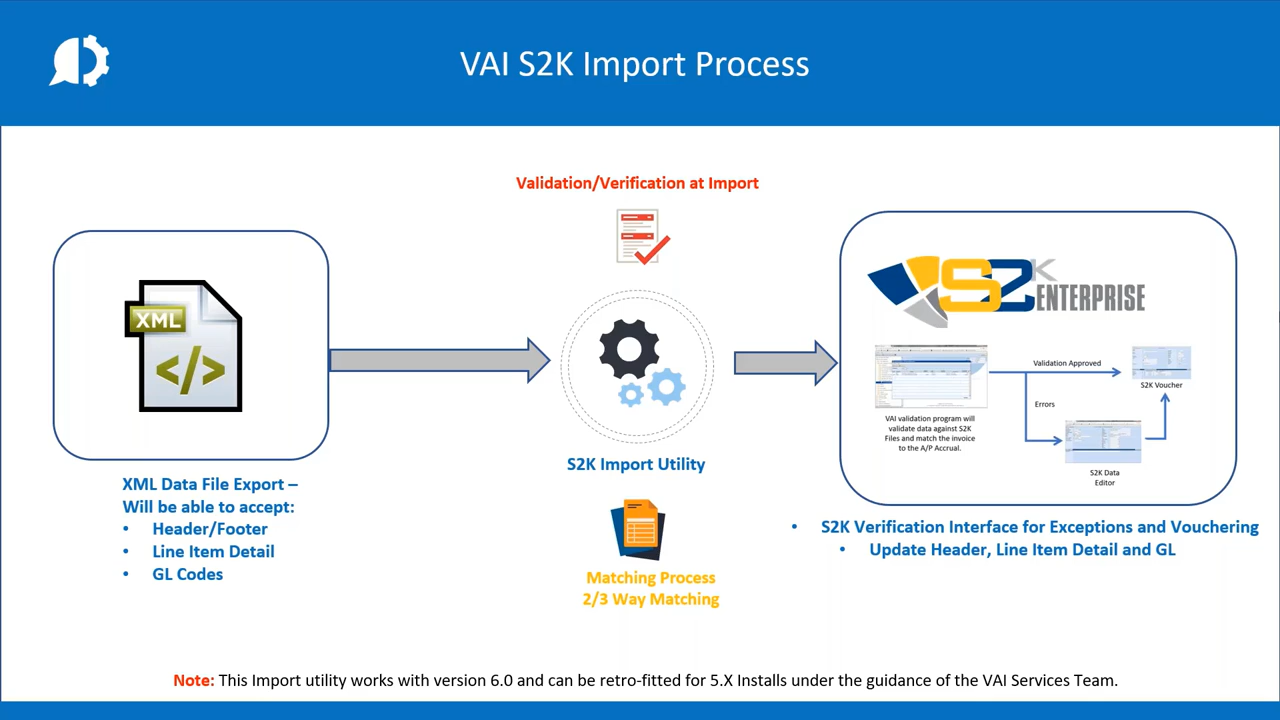 VAI S2K Import Process
Validation/Verification at Import
XML
</>
XML Data File Export –
Will be able to accept:
• Header/Footer
• Line Item Detail
• GL Codes
S2K Import Utility
Matching Process
2/3 Way Matching
S2K
ENTERPRISE
VAI validation program will
validate data against S2K
Files and match the invoice
to the A/P Accrual.
Validation Approved
Errors
S2K Voucher
S2K Data
Editor
• S2K Verification Interface for Exceptions and Vouchering
• Update Header, Line Item Detail and GL
Note: This Import utility works with version 6.0 and can be retro-fitted for 5.X Installs under the guidance of the VAI Services Team.